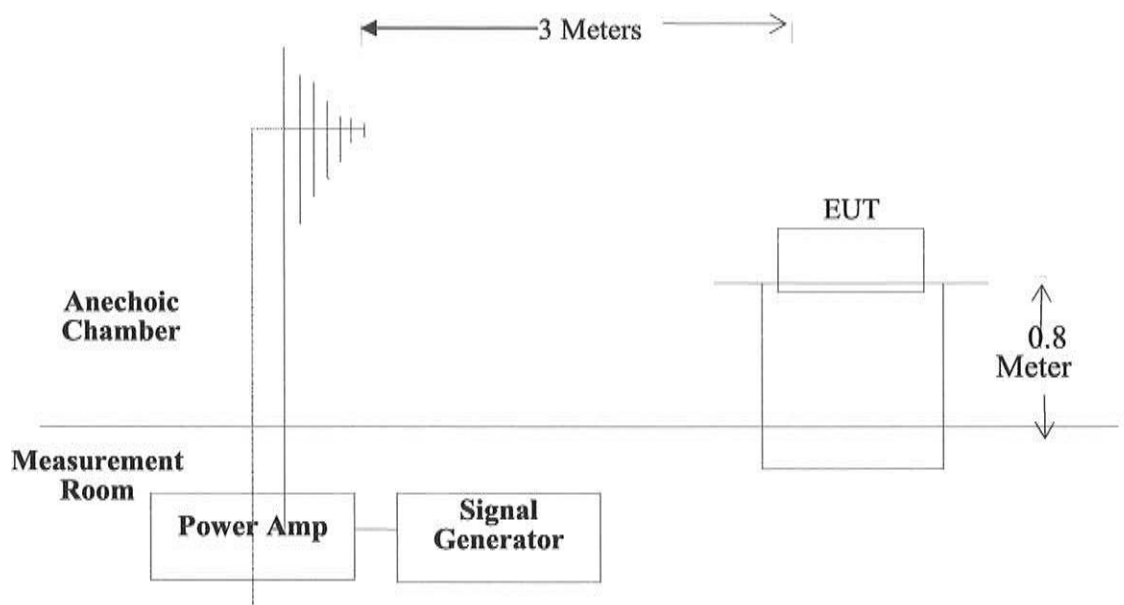 3 Meters
EUT
Anechoic
Chamber
0.8
Meter
Measurement
Room
Power Amp
Signal
Generator